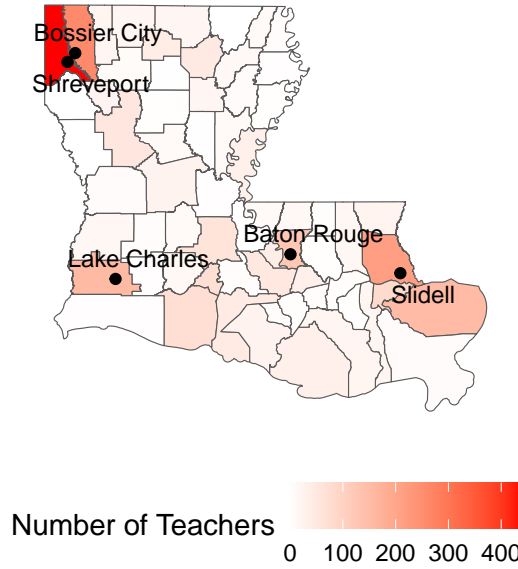 Bossier City
Shreveport
Baton Rouge
Lake Charles
Slidell
Number of Teachers
0 100 200 300 400